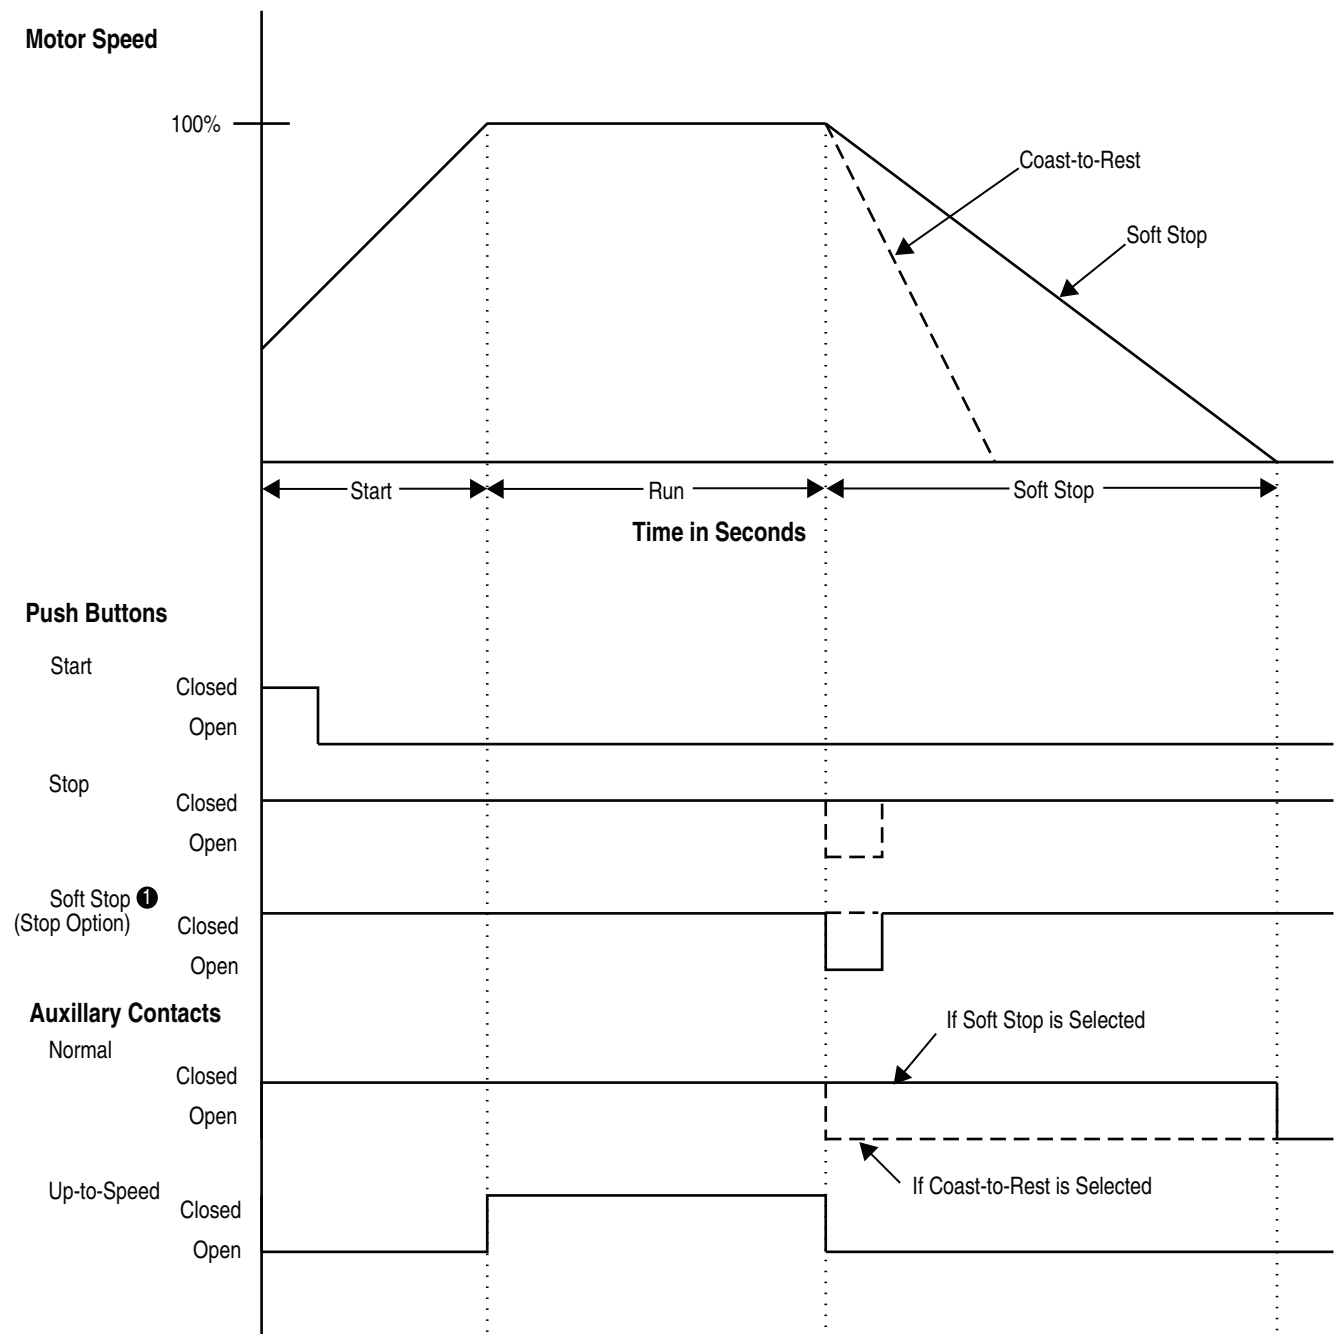 Motor Speed
100%
Coast-to-Rest
Soft Stop
Start
Run
Soft Stop
Time in Seconds
Push Buttons
Start
Closed
Open
Stop
Closed
Open
Soft Stop ❶
(Stop Option)
Closed
Open
Auxillary Contacts
If Soft Stop is Selected
Normal
Closed
Open
If Coast-to-Rest is Selected
Up-to-Speed
Closed
Open